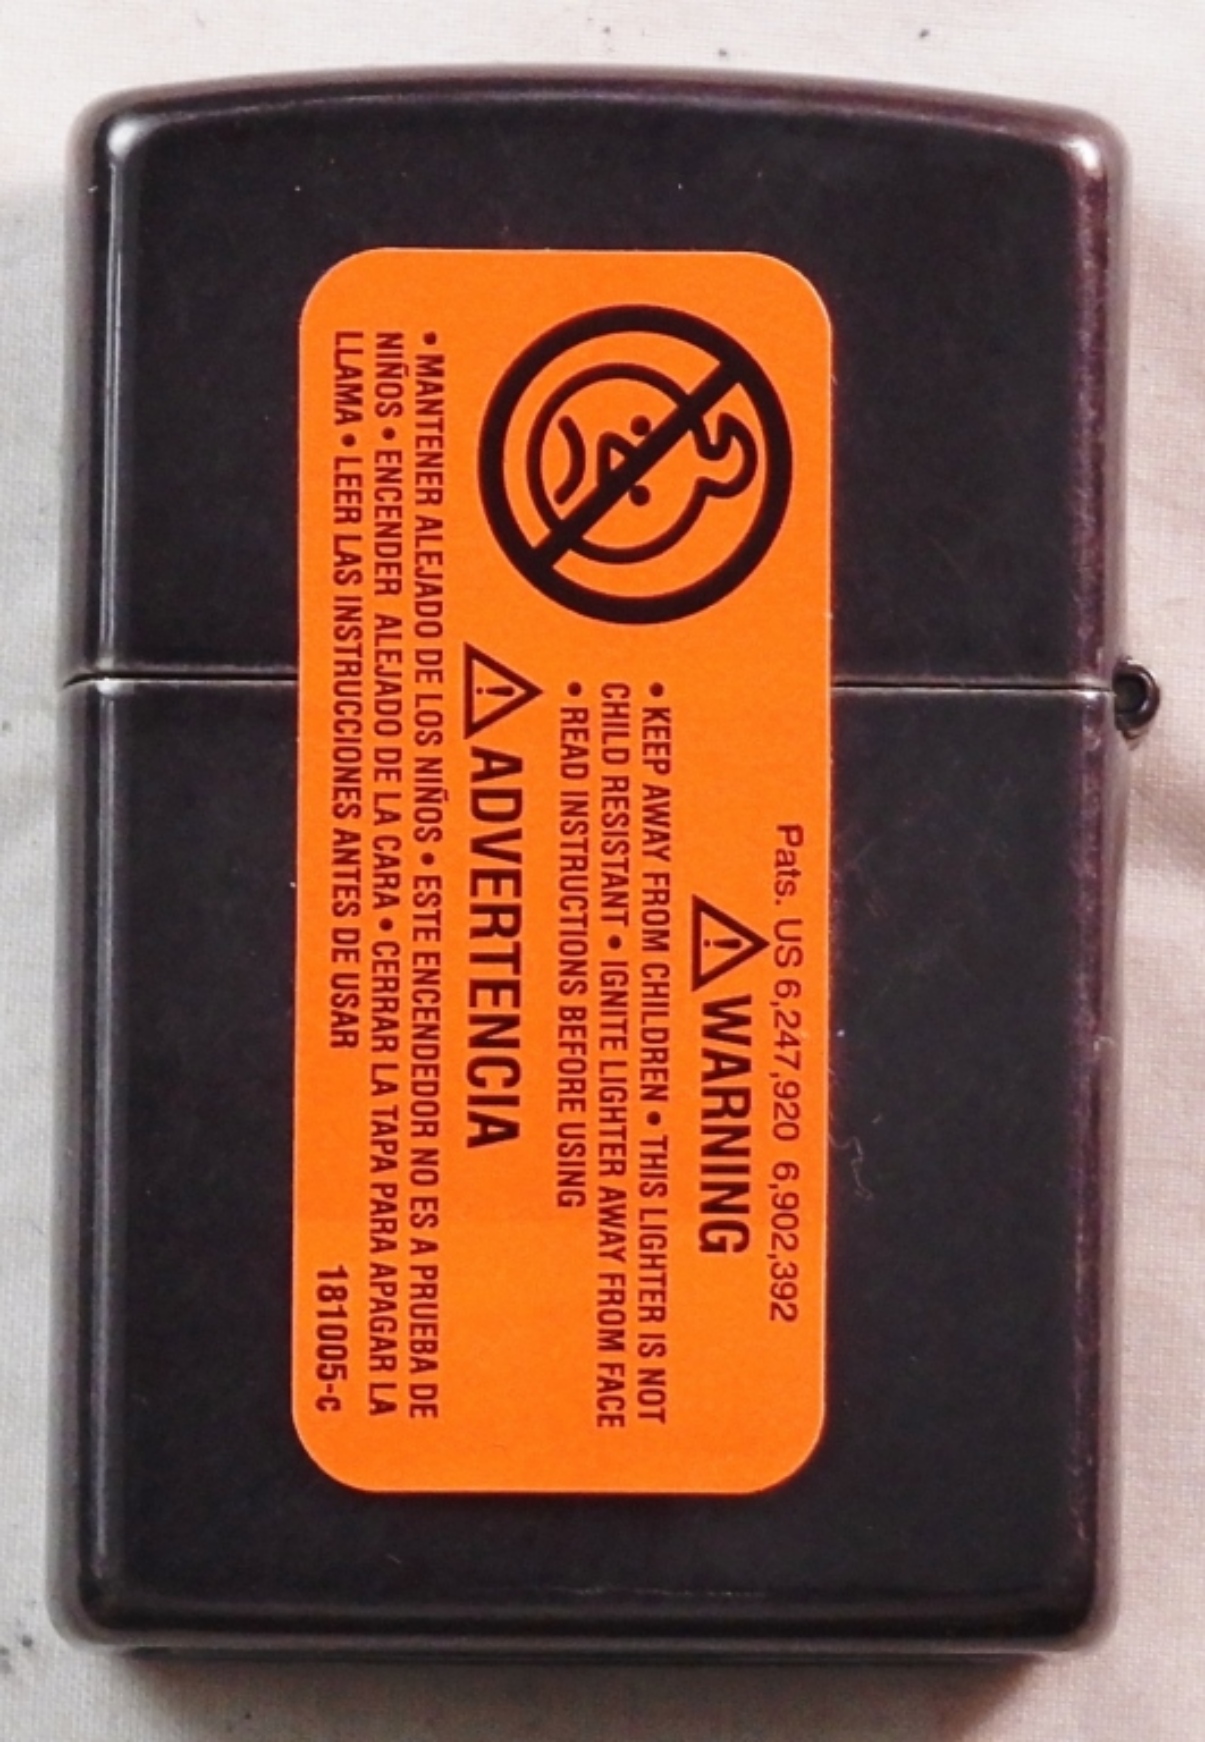 Pats. US 6,247,920 6,902,392
WARNING
• KEEP AWAY FROM CHILDREN • THIS LIGHTER IS NOT
CHILD RESISTANT • IGNITE LIGHTER AWAY FROM FACE
• READ INSTRUCTIONS BEFORE USING
ADVERTENCIA
• MANTENER ALEJADO DE LOS NIÑOS • ESTE ENCENDEDOR NO ES A PRUEBA DE
NIÑOS • ENCENDER ALEJADO DE LA CARA • CERRAR LA TAPA PARA APAGAR LA
LLAMA • LEER LAS INSTRUCCIONES ANTES DE USAR
181005-c